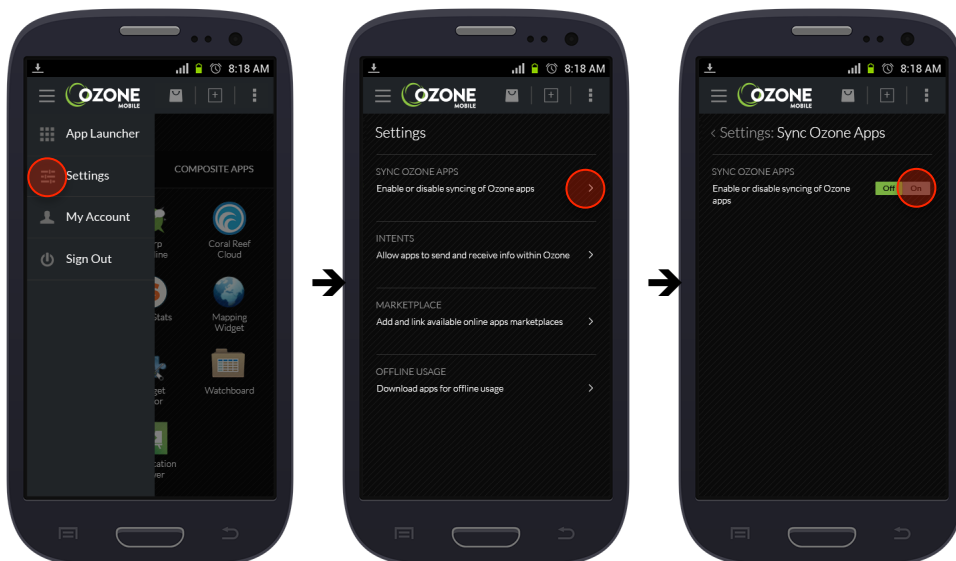 8:18 AM
OZONE
MOBILE
App Launcher
Settings
My Account
Sign Out
COMPOSITE APPS
Coral Reef
Cloud
Mapping
Widget
Watchboard
8:18 AM
OZONE
MOBILE
Settings
SYNC OZONE APPS
Enable or disable syncing of Ozone apps
INTENTS
Allow apps to send and receive info within Ozone
MARKETPLACE
Add and link available online apps marketplaces
OFFLINE USAGE
Download apps for offline usage
8:18 AM
OZONE
MOBILE
< Settings: Sync Ozone Apps
SYNC OZONE APPS
Enable or disable syncing of Ozone
apps
Off On